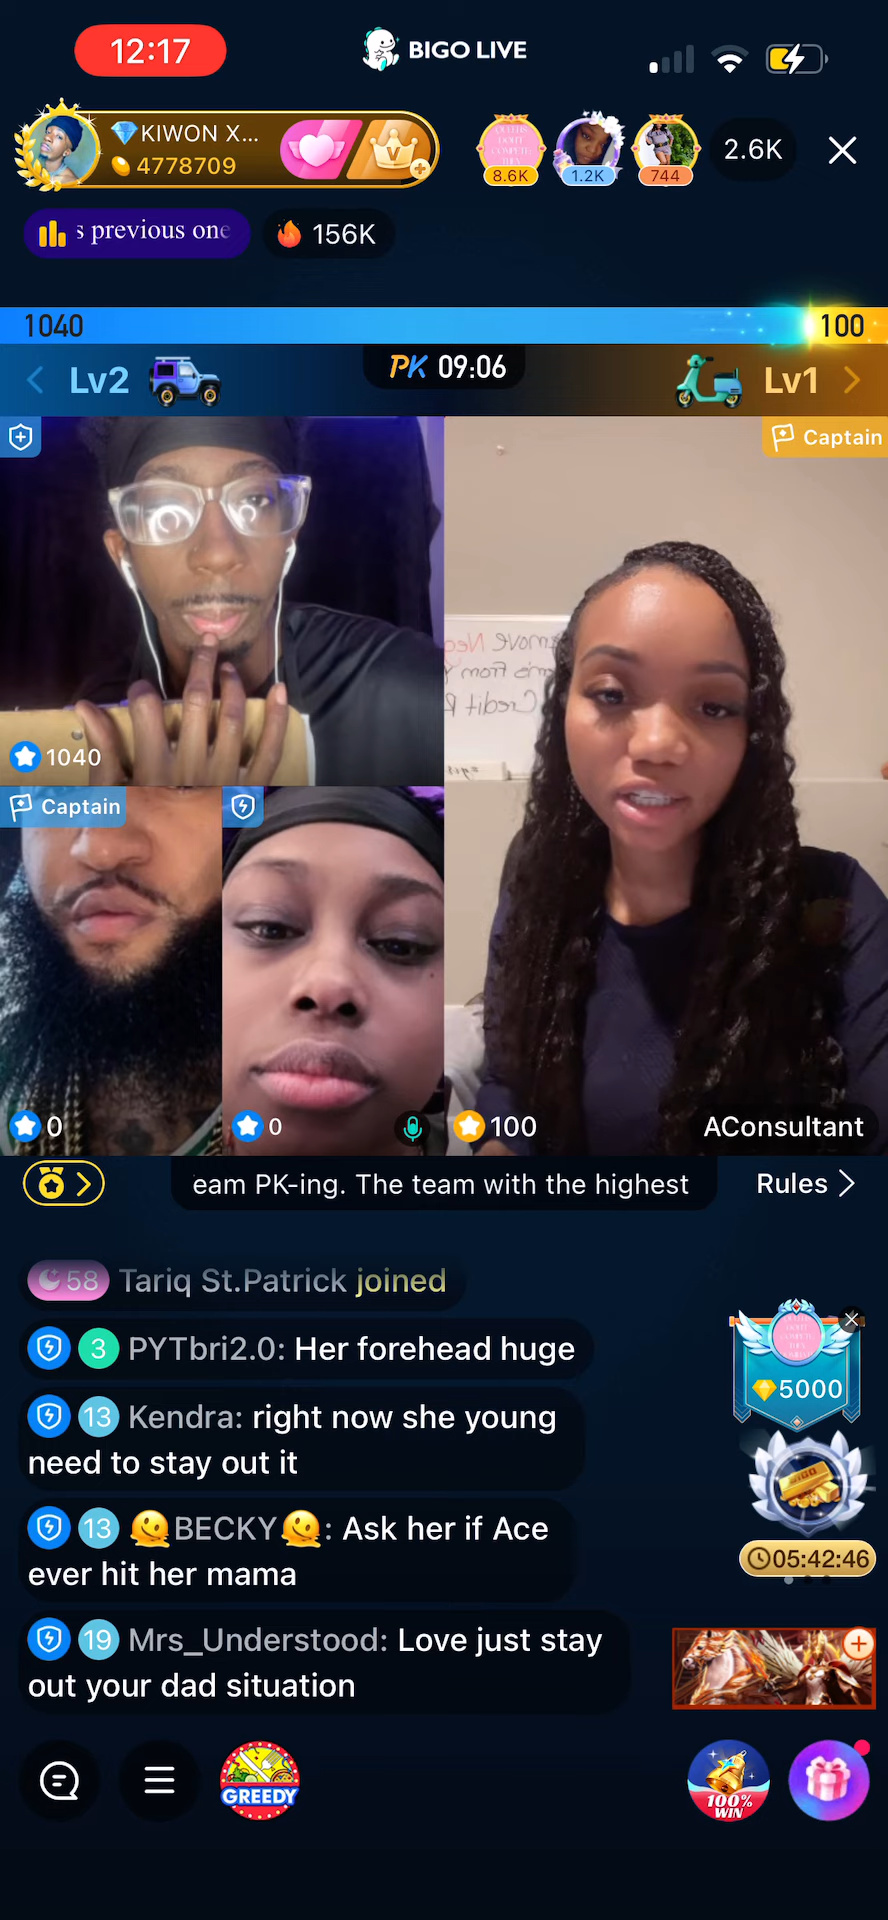 12:17
BIGO LIVE
KIWON X...
4778709
8.6K
1.2K
744
2.6K
s previous one
156K
1040
100
Lv2
PK 09:06
Lv1
Captain
1040
Captain
0
0
100
AConsultant
eam PK-ing. The team with the highest
Rules
58 Tariq St.Patrick joined
3 PYTbri2.0: Her forehead huge
13 Kendra: right now she young
need to stay out it
13 🫠BECKY🫠: Ask her if Ace
ever hit her mama
19 Mrs_Understood: Love just stay
out your dad situation
5000
BIGO
05:42:46
GREEDY
100%
WIN